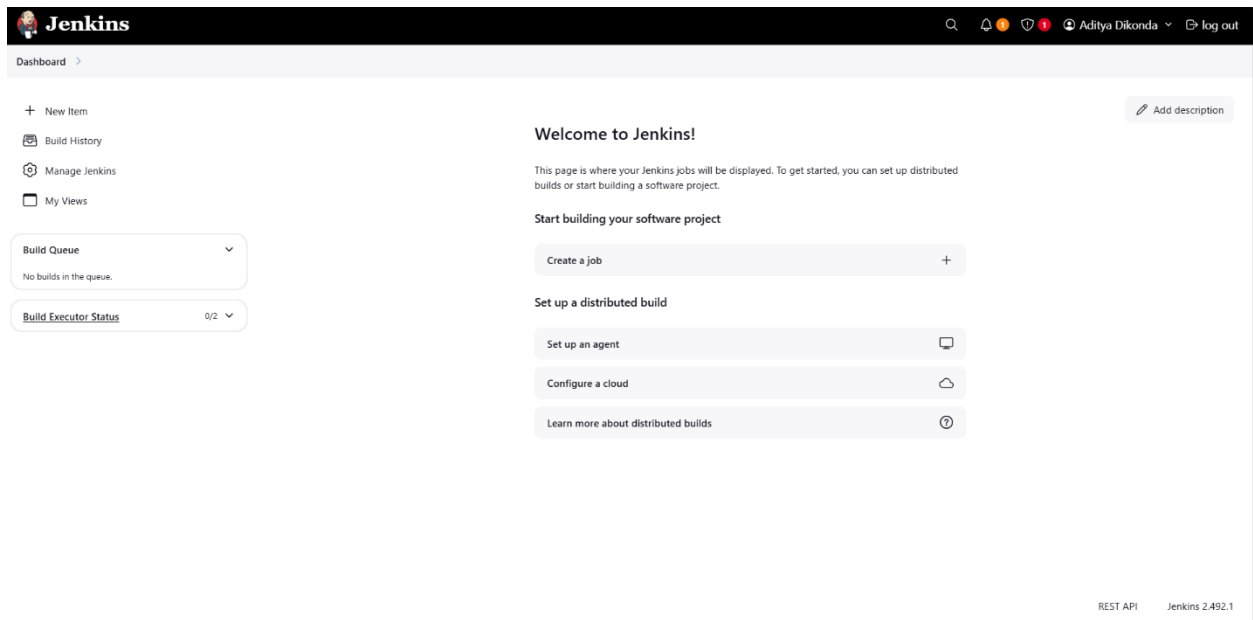 Jenkins
1
1
Aditya Dikonda
log out
Dashboard
New Item
Build History
Manage Jenkins
My Views
Build Queue
No builds in the queue.
Build Executor Status
0/2
Add description
Welcome to Jenkins!
This page is where your Jenkins jobs will be displayed. To get started, you can set up distributed
builds or start building a software project.
Start building your software project
Create a job
Set up a distributed build
Set up an agent
Configure a cloud
Learn more about distributed builds
REST API
Jenkins 2.492.1